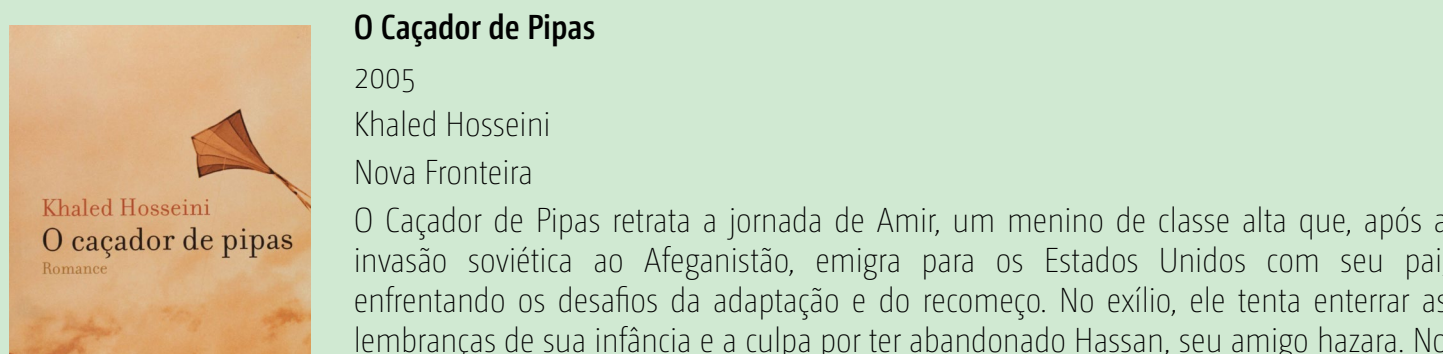 O Caçador de Pipas
2005
Khaled Hosseini
Nova Fronteira
O Caçador de Pipas retrata a jornada de Amir, um menino de classe alta que, após a
invasão soviética ao Afeganistão, emigra para os Estados Unidos com seu pai
enfrentando os desafios da adaptação e do recomeço. No exílio, ele tenta enterrar as
lembranças de sua infância e a culpa por ter abandonado Hassan, seu amigo hazara. No
Khaled Hosseini
O caçador de pipas
Romance